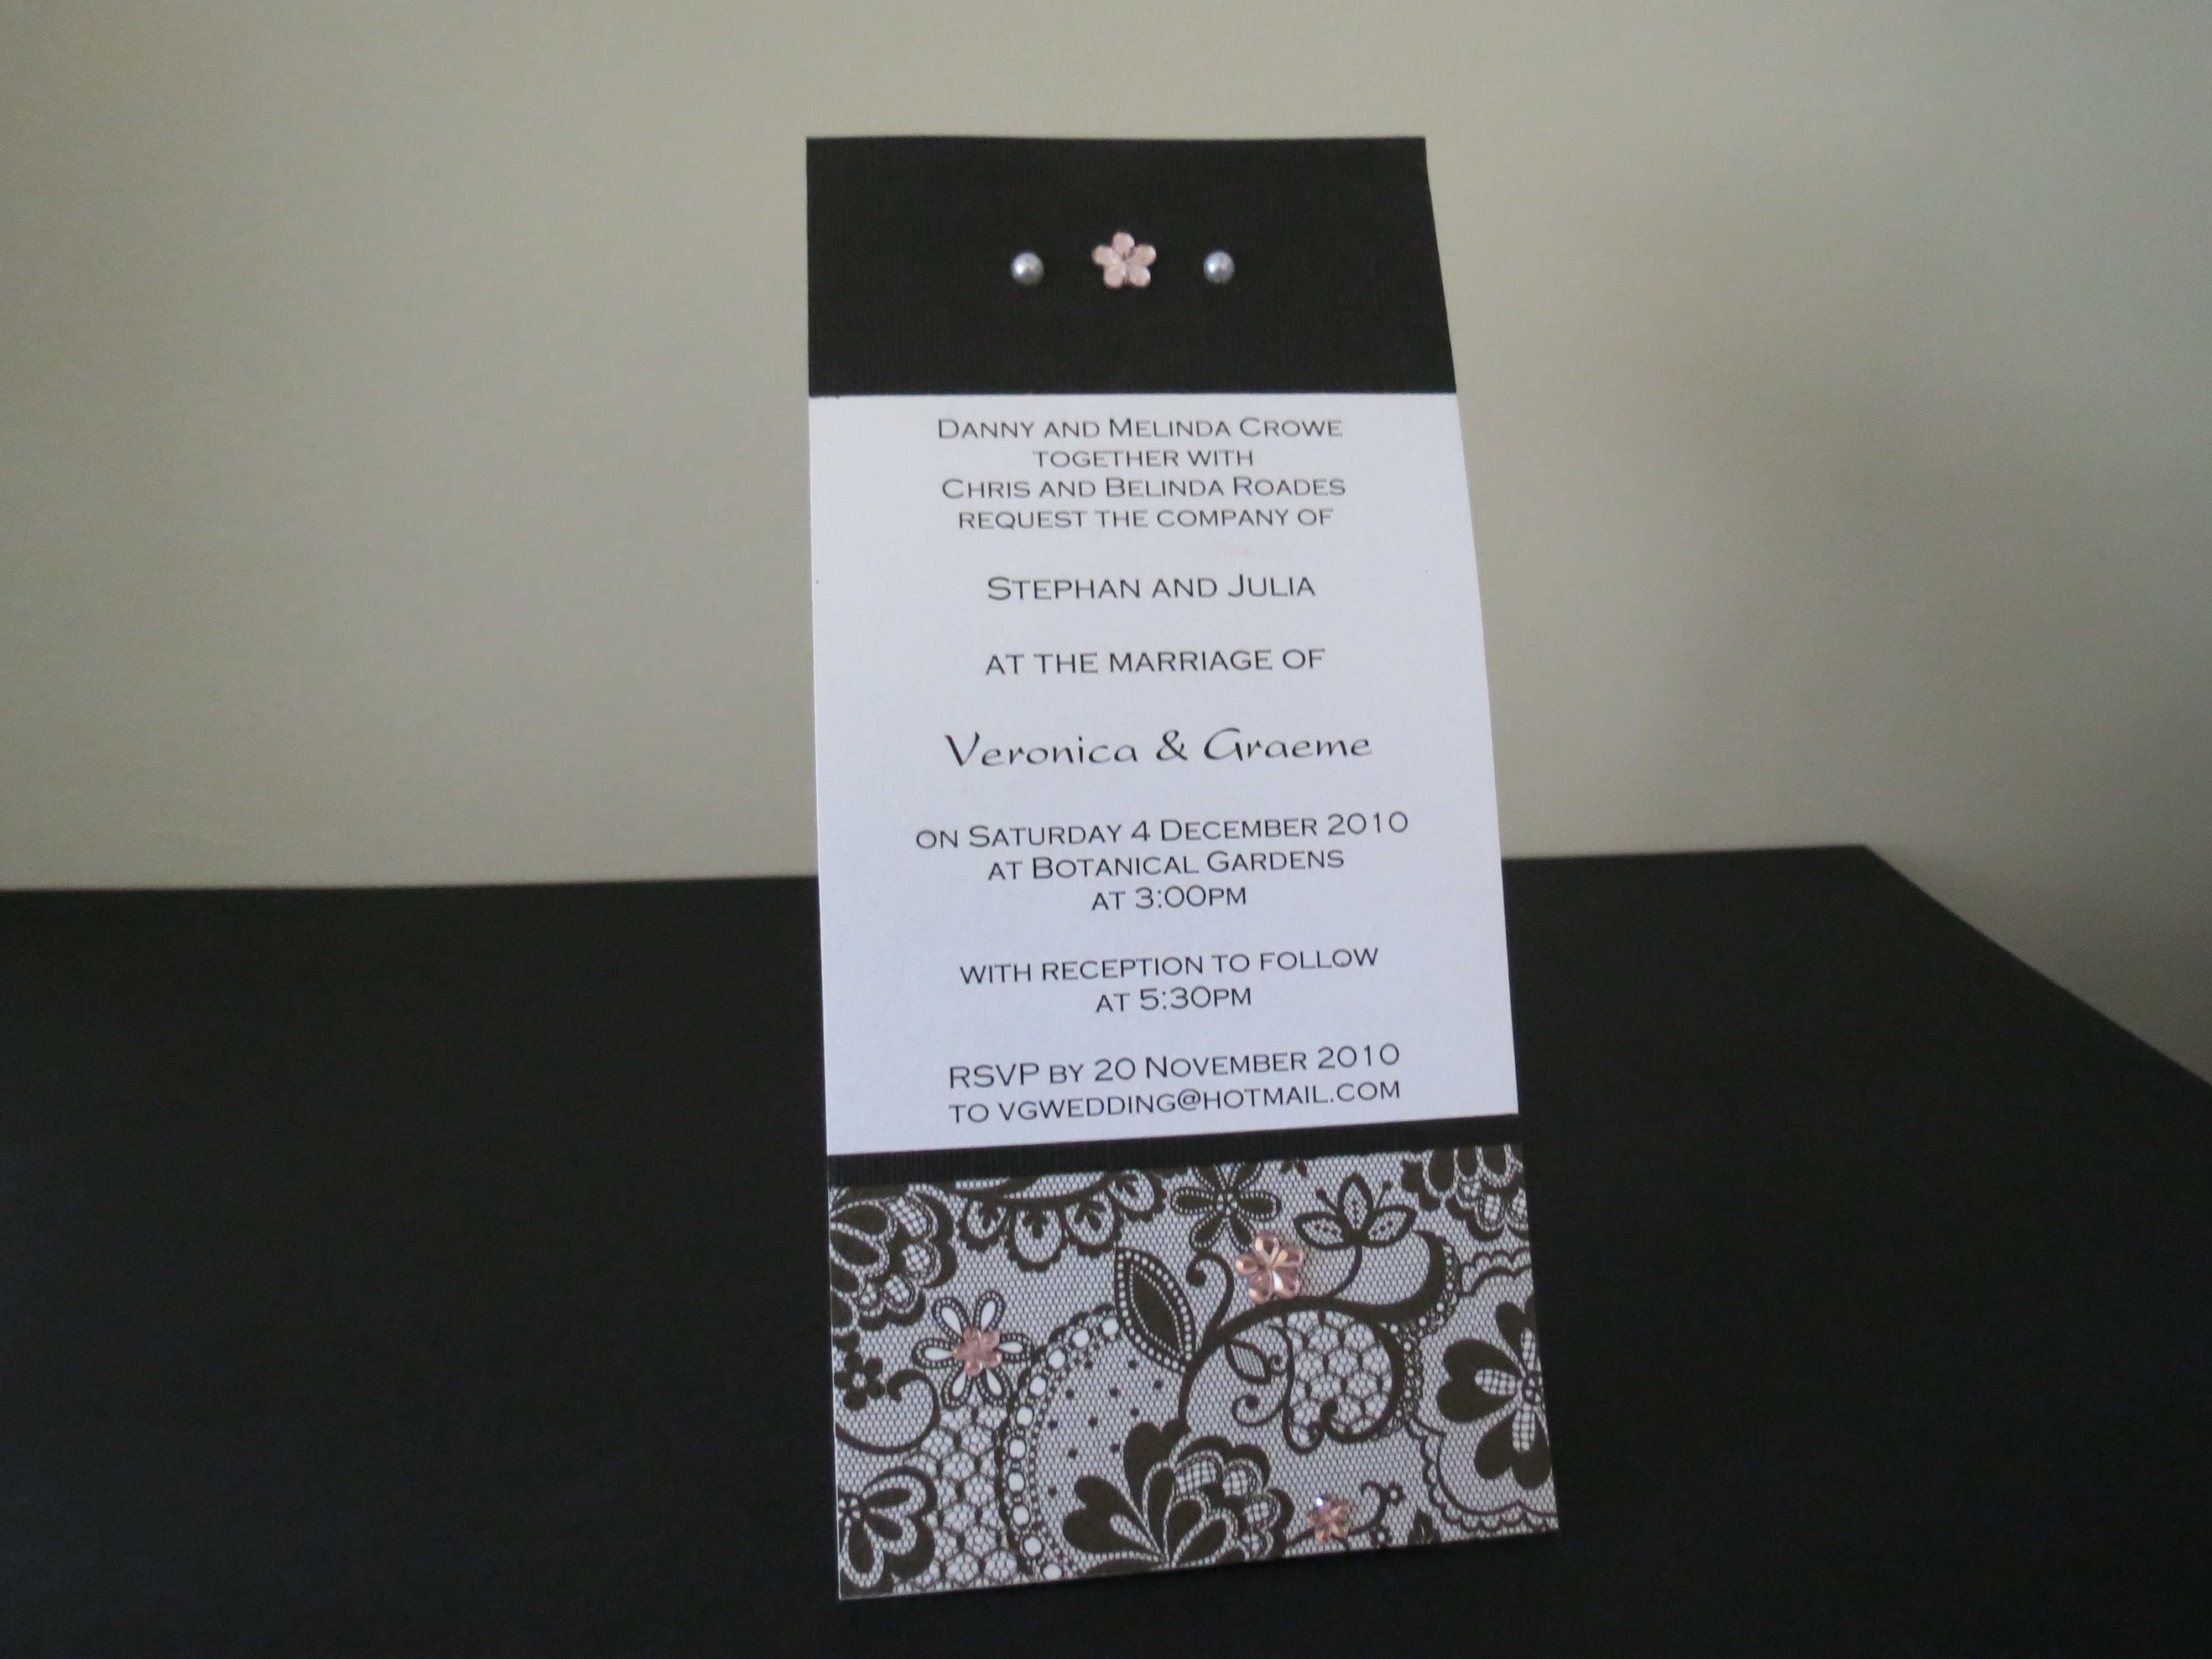 Danny and Melinda Crowe
together with
Chris and Belinda Roades
request the company of
Stephan and Julia
at the marriage of
Veronica & Graeme
on Saturday 4 December 2010
at Botanical Gardens
at 3:00pm
with reception to follow
at 5:30pm
RSVP by 20 November 2010
to vgwedding@hotmail.com